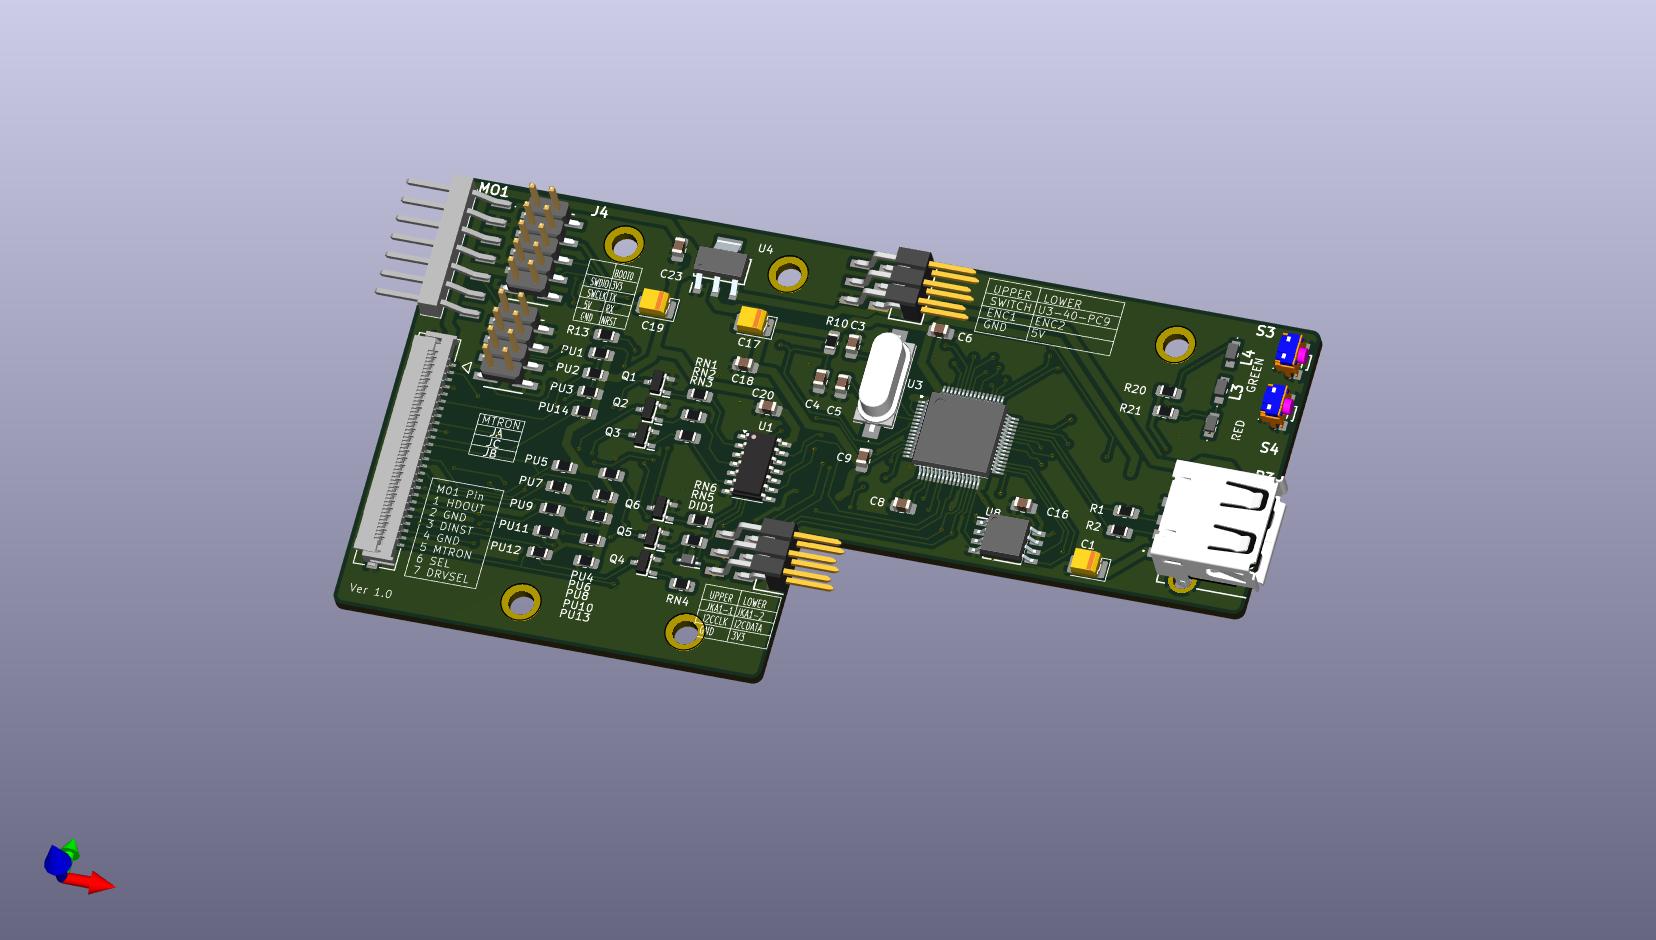 MO1
J4
U4
C23
BOOT0
SWDIO 3V3
SWCLK TX
5V RX
GND NRST
C19
C17
R13
PU1
PU2
PU3
PU14
Q1
Q2
Q3
RN1
RN2
RN3
C18
C20
U1
R10 C3
C4 C5
C6
U3
C9
C8
UPPER LOWER
SWITCH U3-40-PC9
ENC1 ENC2
GND 5V
S3
L4
GREEN
L3
RED
S4
R20
R21
MTRON
JA
JC
JB
PU5
PU7
PU9
PU11
PU12
MO1 Pin
1 HDOUT
2 GND
3 DINST
4 GND
5 MTRON
6 SEL
7 DRVSEL
Q6
Q5
Q4
RN6
RN5
DID1
RN4
PU4
PU6
PU8
PU10
PU13
UPPER LOWER
JKA1-1 JKA1-2
I2CCLK I2CDATA
GND 3V3
U8
C16
R1
R2
C1
Ver 1.0